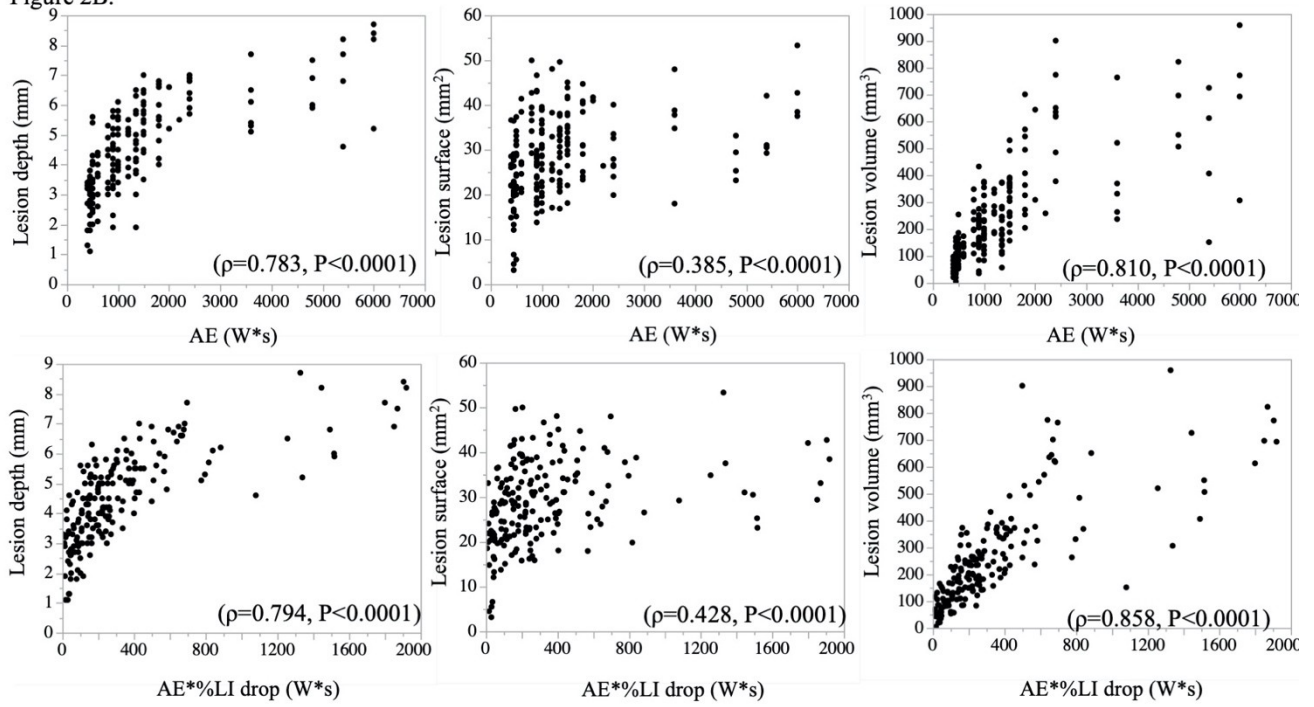 Figure 2B.
Lesion depth (mm)
9
8
7
6
5
4
3
2
1
0
0 1000 2000 3000 4000 5000 6000 7000
(ρ=0.783, P<0.0001)
AE (W*s)
Lesion surface (mm²)
60
50
40
30
20
10
0
0 1000 2000 3000 4000 5000 6000 7000
(ρ=0.385, P<0.0001)
AE (W*s)
Lesion volume (mm³)
1000
900
800
700
600
500
400
300
200
100
0
0 1000 2000 3000 4000 5000 6000 7000
(ρ=0.810, P<0.0001)
AE (W*s)
Lesion depth (mm)
9
8
7
6
5
4
3
2
1
0
0 400 800 1200 1600 2000
(ρ=0.794, P<0.0001)
AE*%LI drop (W*s)
Lesion surface (mm²)
60
50
40
30
20
10
0
0 400 800 1200 1600 2000
(ρ=0.428, P<0.0001)
AE*%LI drop (W*s)
Lesion volume (mm³)
1000
900
800
700
600
500
400
300
200
100
0
0 400 800 1200 1600 2000
(ρ=0.858, P<0.0001)
AE*%LI drop (W*s)